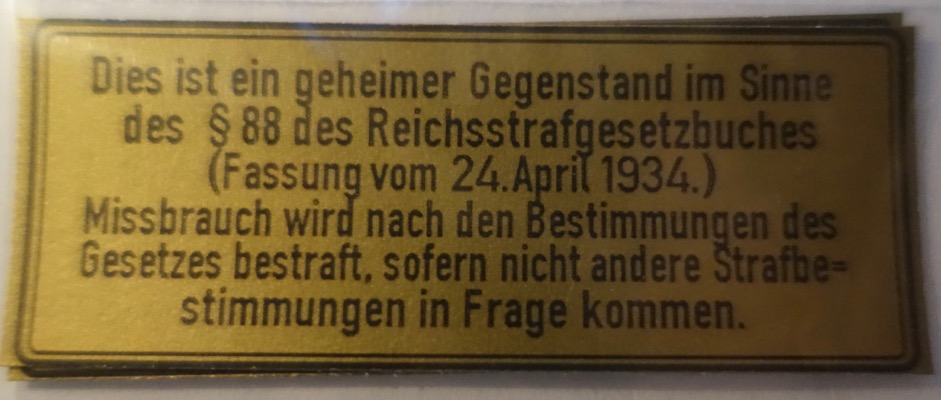 Dies ist ein geheimer Gegenstand im Sinne
des § 88 des Reichsstrafgesetzbuches
(Fassung vom 24. April 1934.)
Missbrauch wird nach den Bestimmungen des
Gesetzes bestraft, sofern nicht andere Strafbe=
stimmungen in Frage kommen.